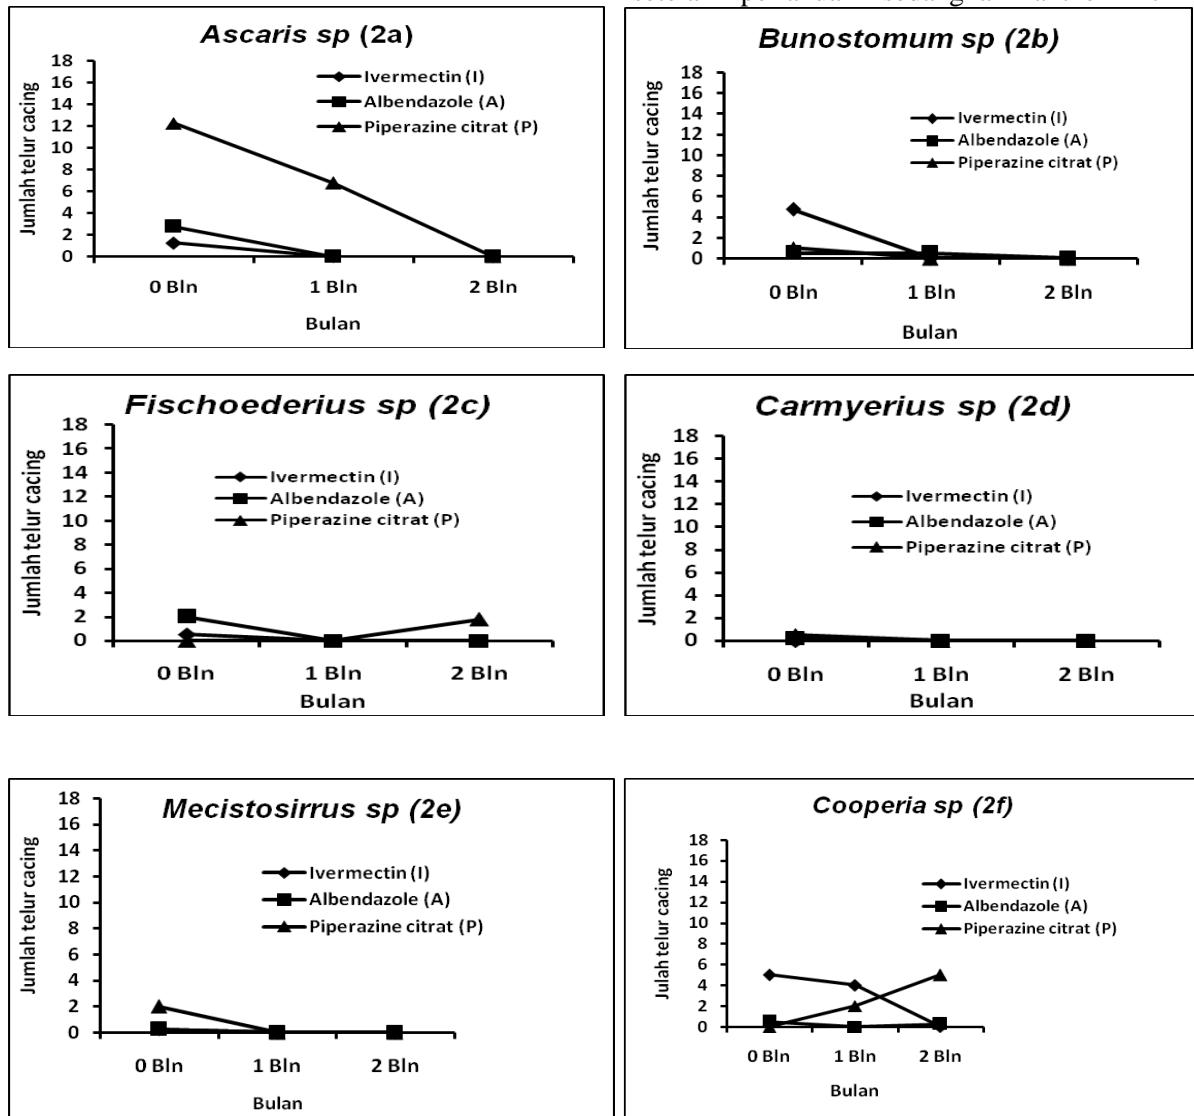 Ascaris sp (2a)
Jumlah telur cacing
18
16
14
12
10
8
6
4
2
0
Ivermectin (I)
Albendazole (A)
Piperazine citrat (P)
0 Bln 1 Bln 2 Bln
Bulan
Bunostomum sp (2b)
Jumlah telur cacing
18
16
14
12
10
8
6
4
2
0
Ivermectin (I)
Albendazole (A)
Piperazine citrat (P)
0 Bln 1 Bln 2 Bln
Bulan
Fischoederius sp (2c)
Jumlah telur cacing
18
16
14
12
10
8
6
4
2
0
Ivermectin (I)
Albendazole (A)
Piperazine citrat (P)
0 Bln 1 Bln 2 Bln
Bulan
Carmyerius sp (2d)
Jumlah telur cacing
18
16
14
12
10
8
6
4
2
0
Ivermectin (I)
Albendazole (A)
Piperazine citrat (P)
0 Bln 1 Bln 2 Bln
Bulan
Mecistosirrus sp (2e)
Jumlah telur cacing
18
16
14
12
10
8
6
4
2
0
Ivermectin (I)
Albendazole (A)
Piperazine citrat (P)
0 Bln 1 Bln 2 Bln
Bulan
Cooperia sp (2f)
Julah telur cacing
18
16
14
12
10
8
6
4
2
0
Ivermectin (I)
Albendazole (A)
Piperazine citrat (P)
0 Bln 1 Bln 2 Bln
Bulan